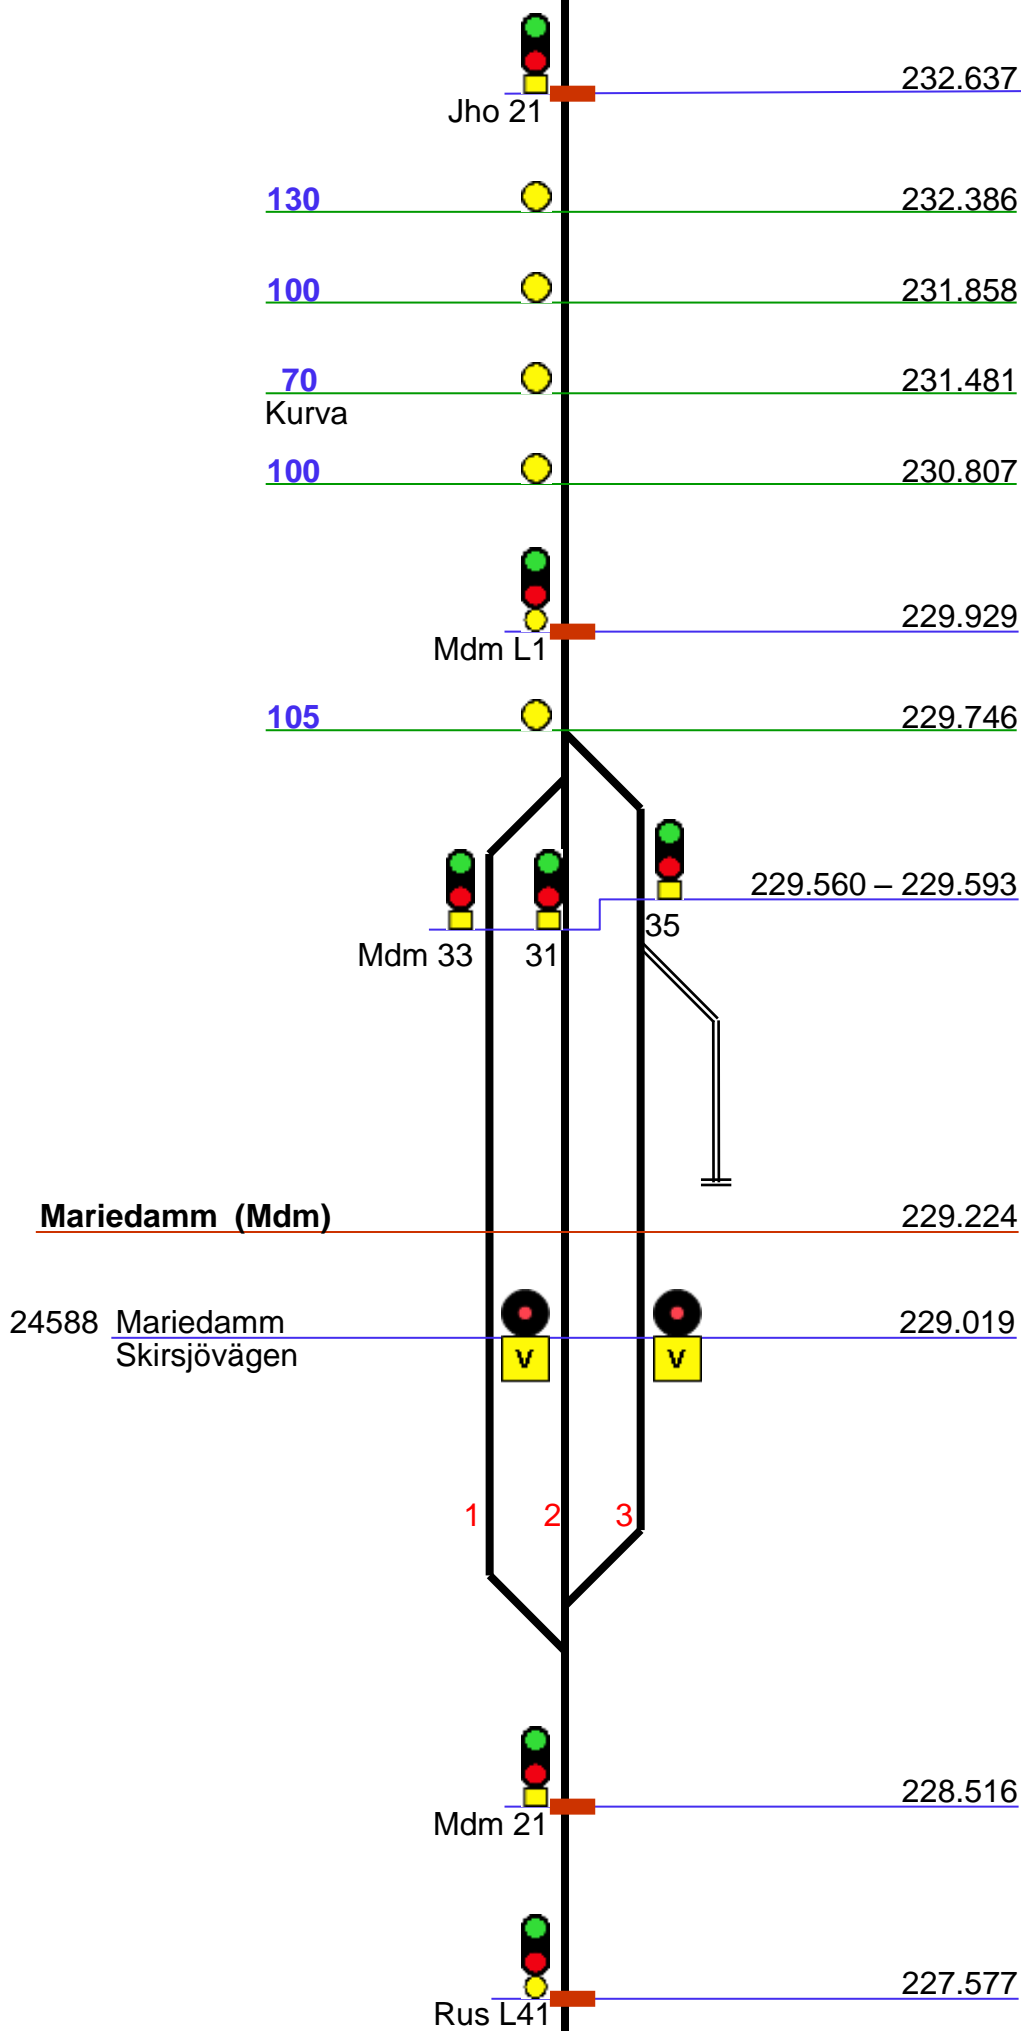 232.637
Jho 21
130 232.386
100 231.858
70 231.481
Kurva
100 230.807
229.929
Mdm L1
105 229.746
229.560 – 229.593
35
Mdm 33 31
Mariedamm (Mdm) 229.224
24588 Mariedamm 229.019
Skirsjövägen
V V
1 2 3
228.516
Mdm 21
227.577
Rus L41